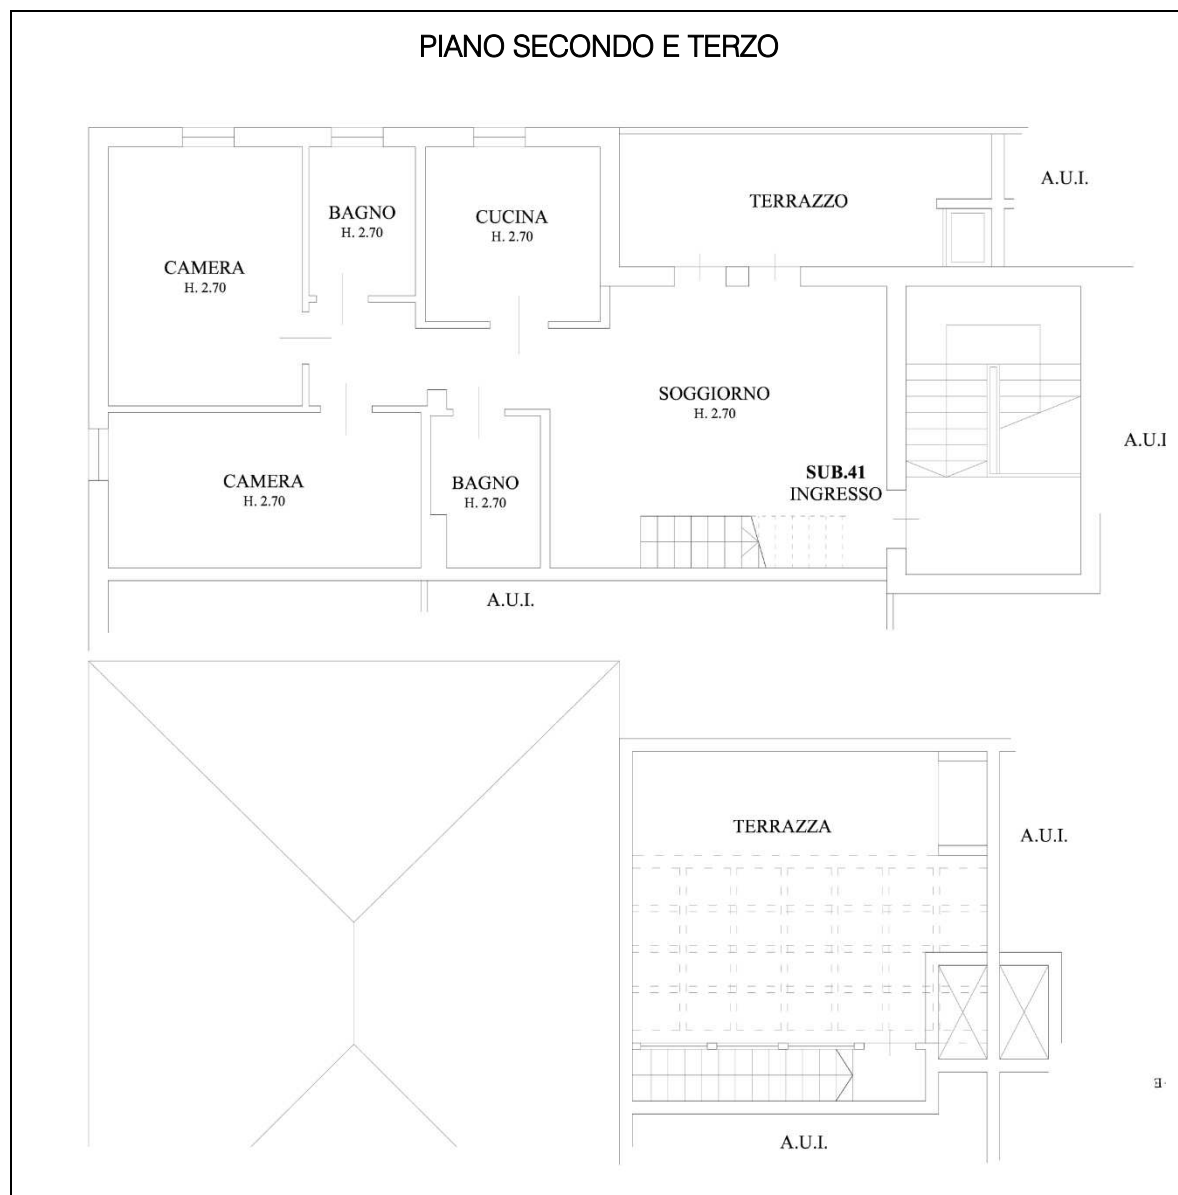 PIANO SECONDO E TERZO
A.U.I.
TERRAZZO
BAGNO
H. 2.70
CUCINA
H. 2.70
CAMERA
H. 2.70
SOGGIORNO
H. 2.70
A.U.I
SUB.41
INGRESSO
CAMERA
H. 2.70
BAGNO
H. 2.70
A.U.I.
TERRAZZA
A.U.I.
A.U.I.